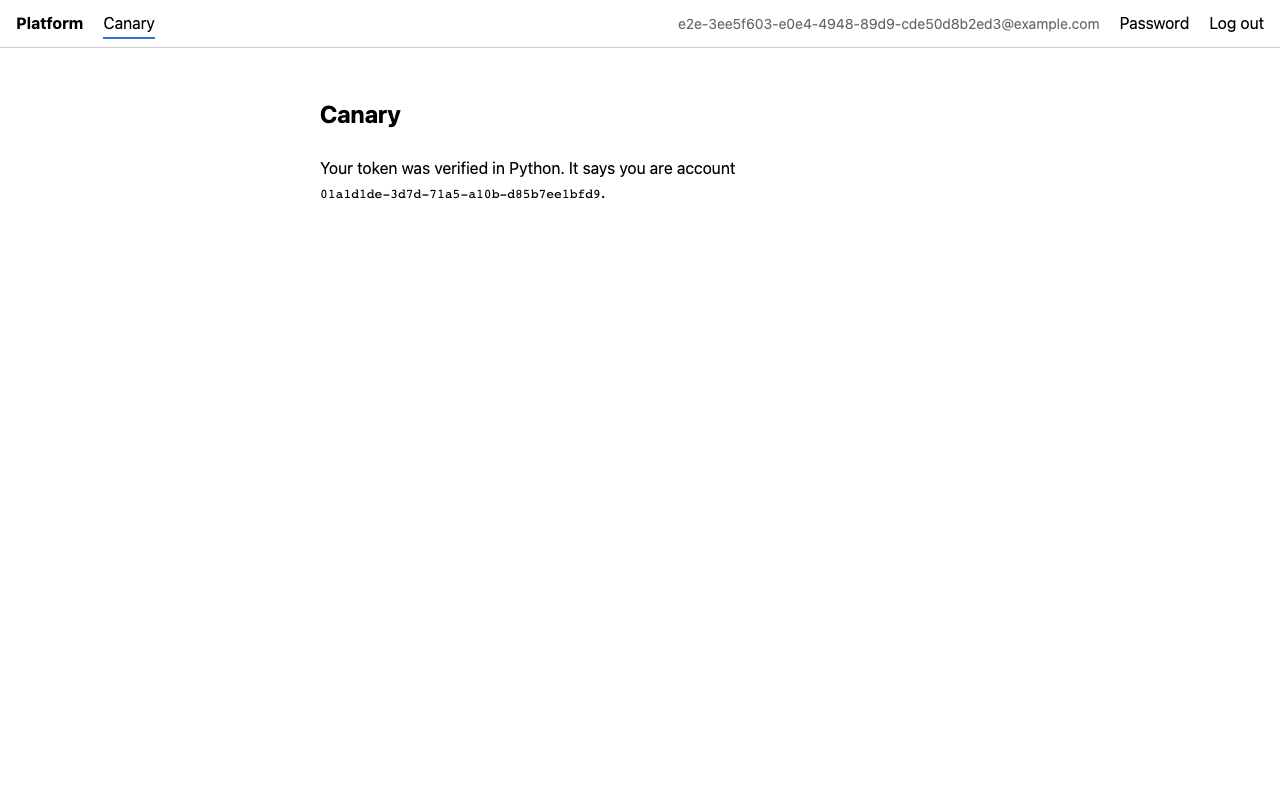 Platform Canary e2e-3ee5f603-e0e4-4948-89d9-cde50d8b2ed3@example.com Password Log out
Canary
Your token was verified in Python. It says you are account
01a1d1de-3d7d-71a5-a10b-d85b7ee1bfd9.